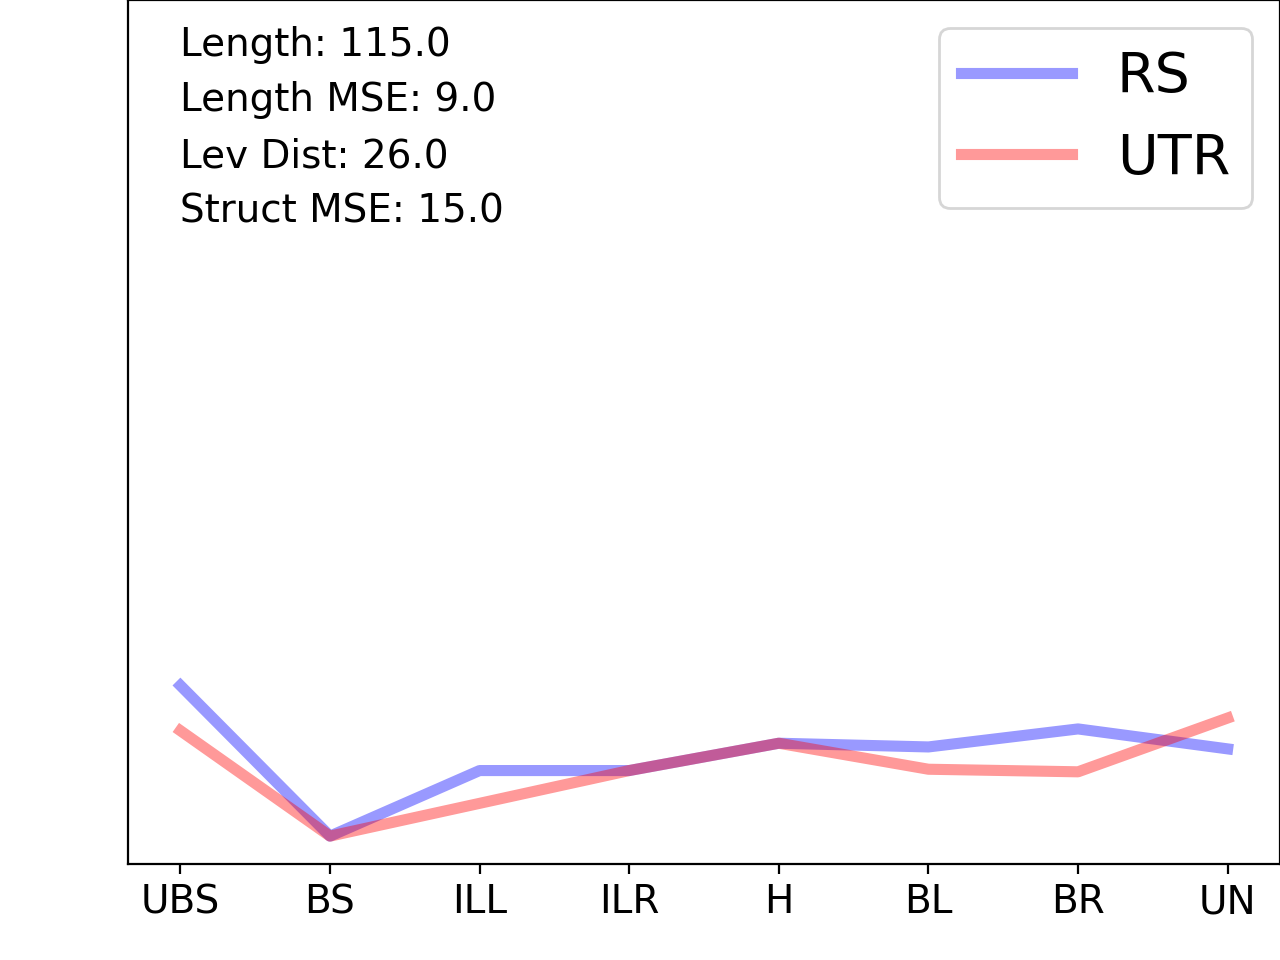 Length: 115.0
Length MSE: 9.0
Lev Dist: 26.0
Struct MSE: 15.0
RS
UTR
UBS BS ILL ILR H BL BR UN